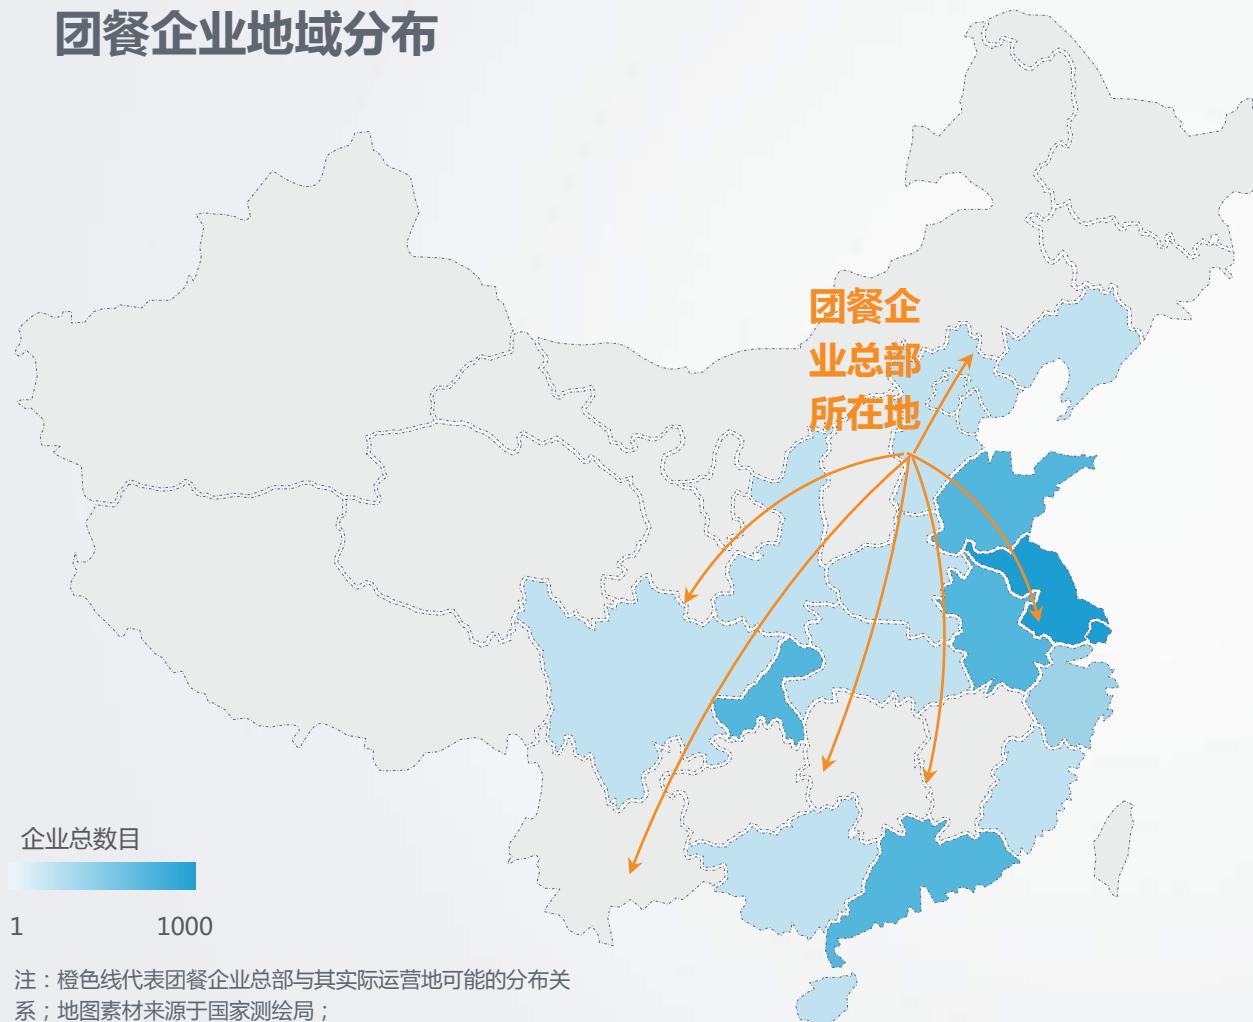 团餐企业地域分布
团餐企
业总部
所在地
企业总数目
1 1000
注：橙色线代表团餐企业总部与其实际运营地可能的分布关
系；地图素材来源于国家测绘局；